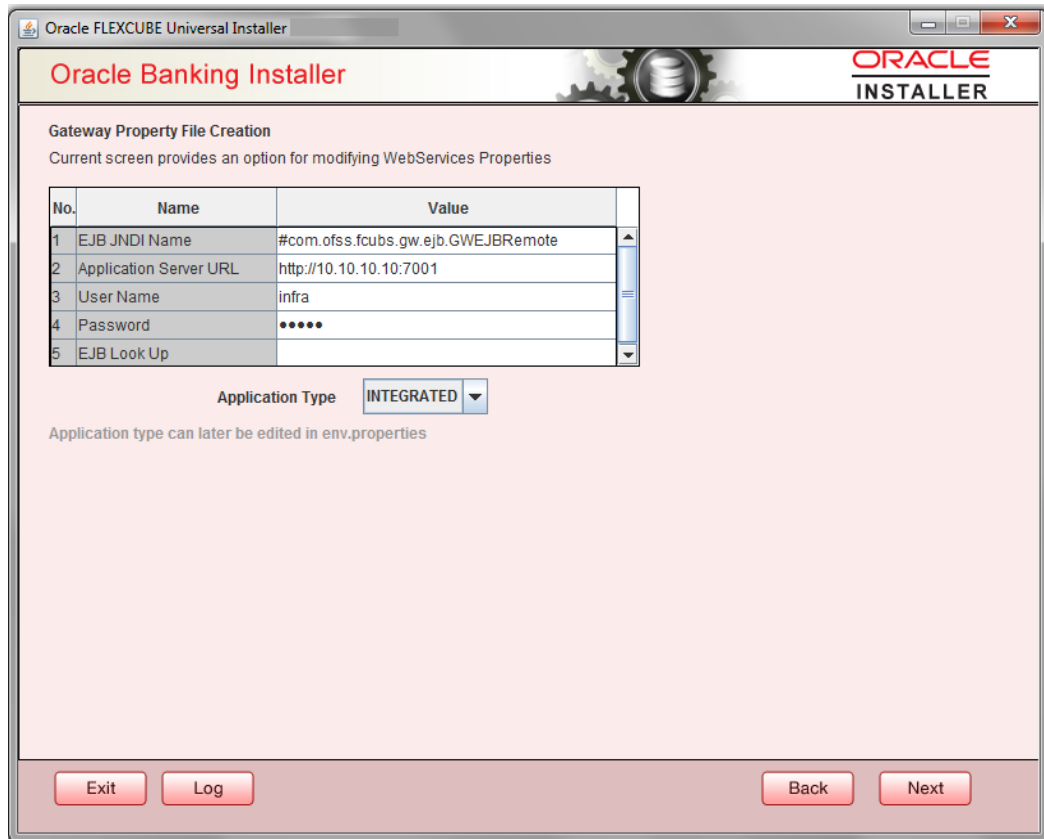 Oracle FLEXCUBE Universal Installer
Oracle Banking Installer
ORACLE
INSTALLER
Gateway Property File Creation
Current screen provides an option for modifying WebServices Properties
No. Name Value
1 EJB JNDI Name #com.ofss.fcubs.gw.ejb.GWEJBRemote
2 Application Server URL http://10.10.10.10:7001
3 User Name infra
4 Password •••••
5 EJB Look Up
Application Type INTEGRATED
Application type can later be edited in env.properties
Exit Log Back Next